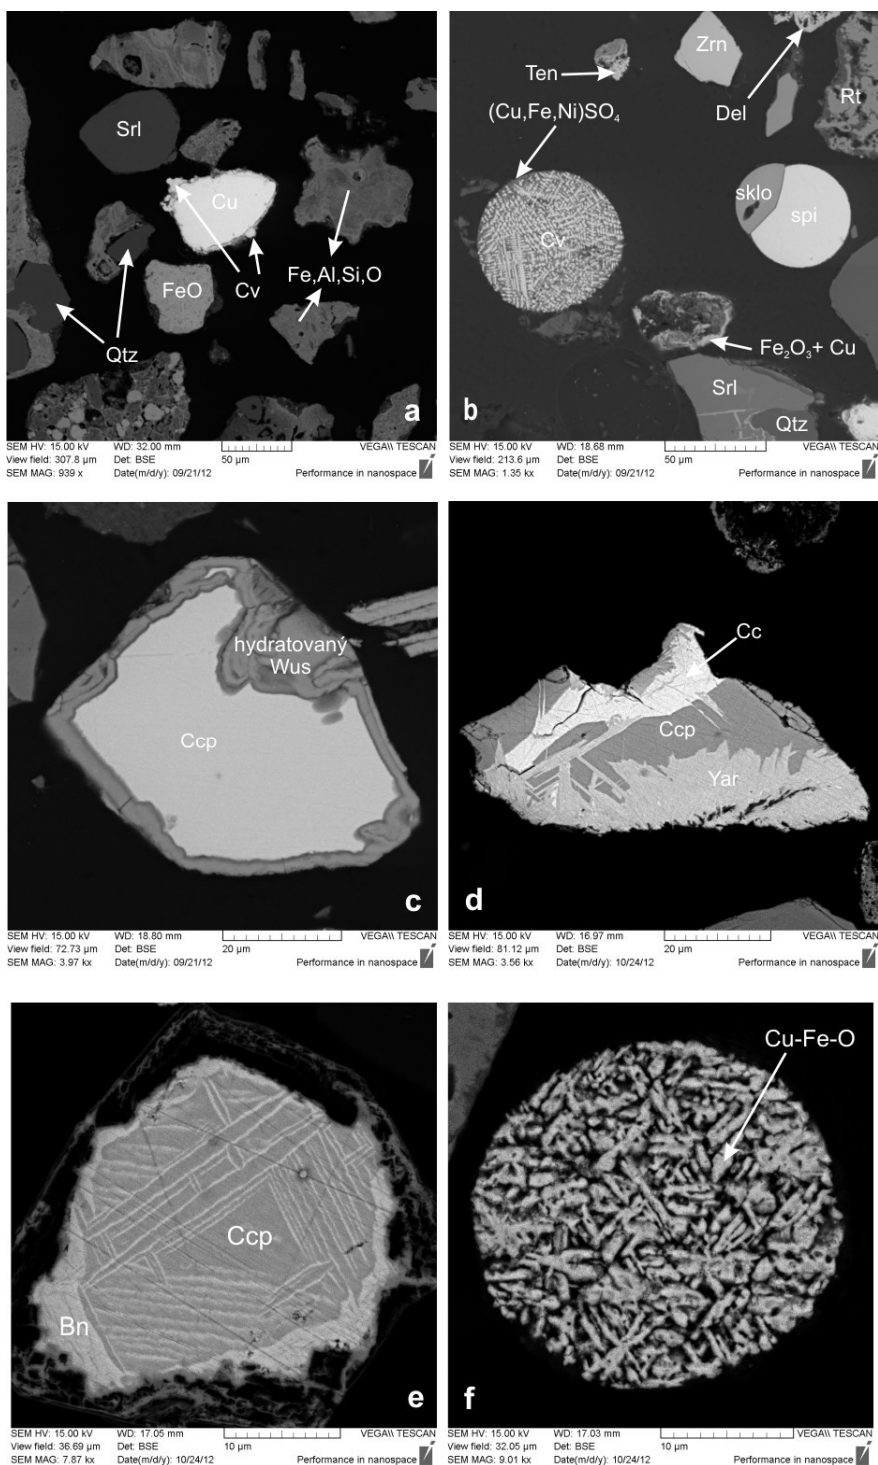 Srl
Cu
FeO
Cv
Fe,Al,Si,O
Qtz
a
SEM HV: 15.00 kV WD: 32.00 mm VEGA\\ TESCAN
View field: 307.8 µm Det: BSE 50 µm
SEM MAG: 939 x Date(m/d/y): 09/21/12 Performance in nanospace
Zrn
Ten
Del
Rt
(Cu,Fe,Ni)SO₄
sklo
spi
Cv
Fe₂O₃+ Cu
Srl
Qtz
b
SEM HV: 15.00 kV WD: 18.68 mm VEGA\\ TESCAN
View field: 213.6 µm Det: BSE 50 µm
SEM MAG: 1.35 kx Date(m/d/y): 09/21/12 Performance in nanospace
hydratovaný
Wus
Ccp
c
SEM HV: 15.00 kV WD: 18.80 mm VEGA\\ TESCAN
View field: 72.73 µm Det: BSE 20 µm
SEM MAG: 3.97 kx Date(m/d/y): 09/21/12 Performance in nanospace
Cc
Ccp
Yar
d
SEM HV: 15.00 kV WD: 16.97 mm VEGA\\ TESCAN
View field: 81.12 µm Det: BSE 20 µm
SEM MAG: 3.56 kx Date(m/d/y): 10/24/12 Performance in nanospace
Ccp
Bn
e
SEM HV: 15.00 kV WD: 17.05 mm VEGA\\ TESCAN
View field: 36.69 µm Det: BSE 10 µm
SEM MAG: 7.87 kx Date(m/d/y): 10/24/12 Performance in nanospace
Cu-Fe-O
f
SEM HV: 15.00 kV WD: 17.03 mm VEGA\\ TESCAN
View field: 32.05 µm Det: BSE 10 µm
SEM MAG: 9.01 kx Date(m/d/y): 10/24/12 Performance in nanospace